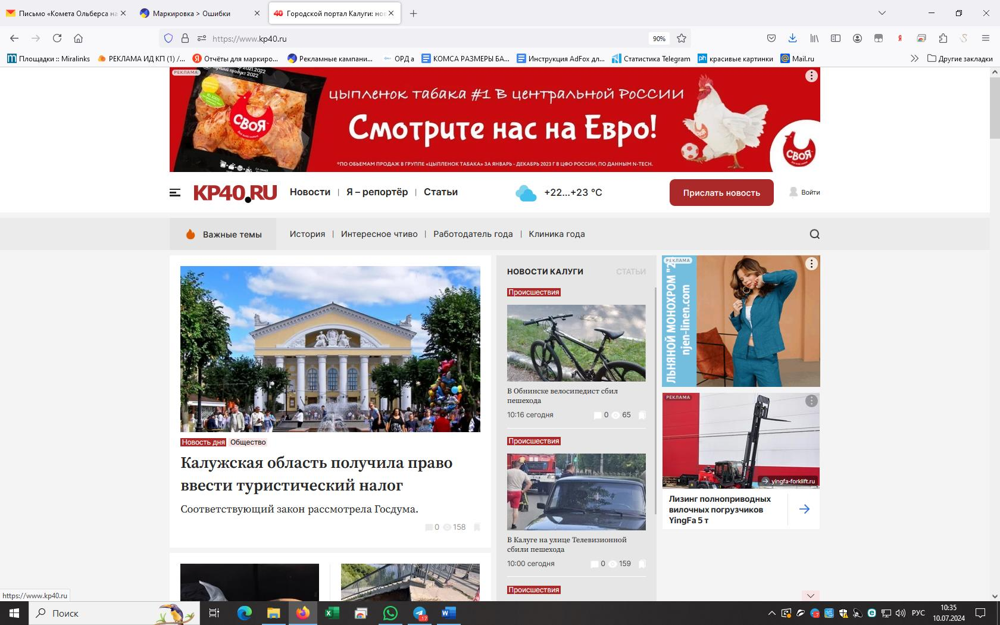 Письмо «Комета Ольберса на
Маркировка > Ошибки
40 Городской портал Калуги: нов
https://www.kp40.ru
90%
Площадки :: Miralinks
РЕКЛАМА ИД КП (1) /...
Отчёты для маркиро...
Рекламные кампани...
ОРД а
КОМСА РАЗМЕРЫ БА...
Инструкция AdFox дл...
Статистика Telegram
ph красивые картинки
Mail.ru
Другие закладки
РЕКЛАМА
СВОЯ
ЦЫПЛЕНОК ТАБАКА #1 В ЦЕНТРАЛЬНОЙ РОССИИ
Смотрите нас на Евро!
*ПО ОБЪЕМАМ ПРОДАЖ В ГРУППЕ «ЦЫПЛЕНОК ТАБАКА» ЗА ЯНВАРЬ - ДЕКАБРЬ 2023 Г В ЦФО РОССИИ, ПО ДАННЫМ N-TECH.
СВОЯ
KP40.RU
Новости | Я – репортёр | Статьи
+22...+23 °C
Прислать новость
Войти
Важные темы
История | Интересное чтиво | Работодатель года | Клиника года
Новость дня Общество
Калужская область получила право
ввести туристический налог
Соответствующий закон рассмотрела Госдума.
0 158
НОВОСТИ КАЛУГИ СТАТЬИ
Происшествия
В Обнинске велосипедист сбил
пешехода
10:16 сегодня 0 65
Происшествия
В Калуге на улице Телевизионной
сбили пешехода
10:00 сегодня 0 159
Происшествия
РЕКЛАМА
ЛЬНЯНОЙ МОНОХРОМ "2
njen-linen.com
РЕКЛАМА
yingfa-forklift.ru
Лизинг полноприводных
вилочных погрузчиков
YingFa 5 т
https://www.kp40.ru
Поиск
РУС
10:35
10.07.2024